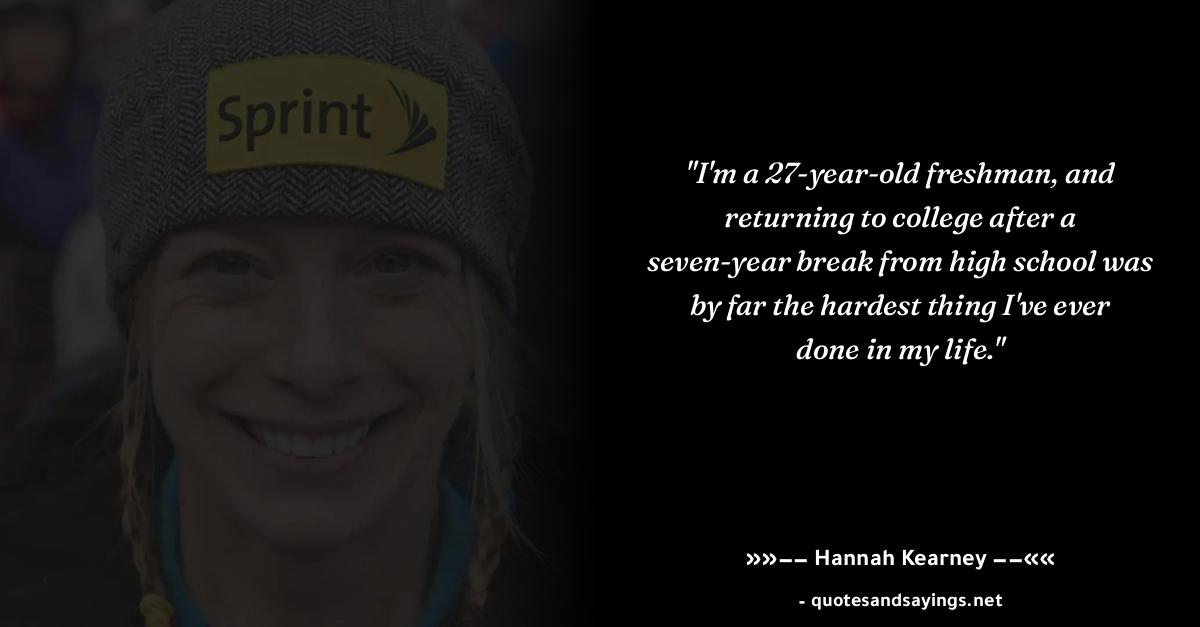 Sprint
"I'm a 27-year-old freshman, and
returning to college after a
seven-year break from high school was
by far the hardest thing I've ever
done in my life."
»»–– Hannah Kearney ––««
- quotesandsayings.net